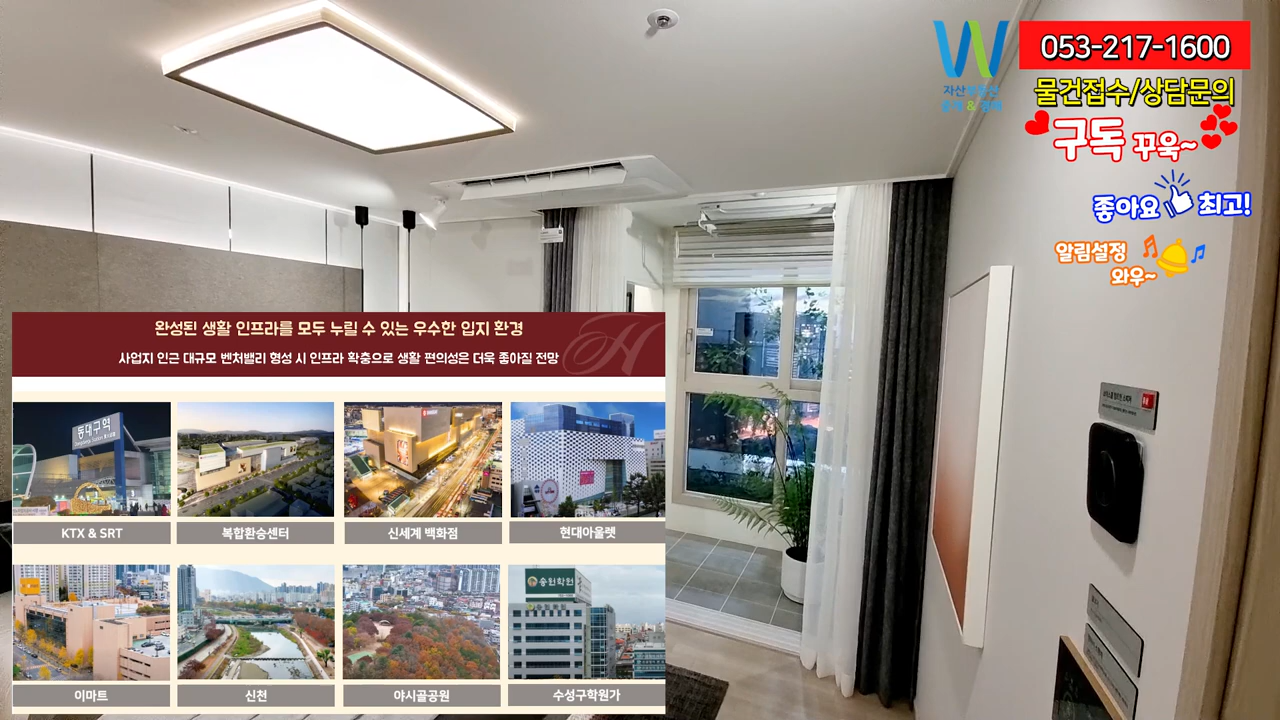 053-217-1600
물건접수/상담문의
구독 꾸욱~
좋아요 최고!
알림설정
와우~
완성된 생활 인프라를 모두 누릴 수 있는 우수한 입지 환경
사업지 인근 대규모 벤처밸리 형성 시 인프라 확충으로 생활 편의성은 더욱 좋아질 전망
동대구역
KTX & SRT
복합환승센터
신세계 백화점
현대아울렛
송원학원
이마트
신천
야시골공원
수성구학원가